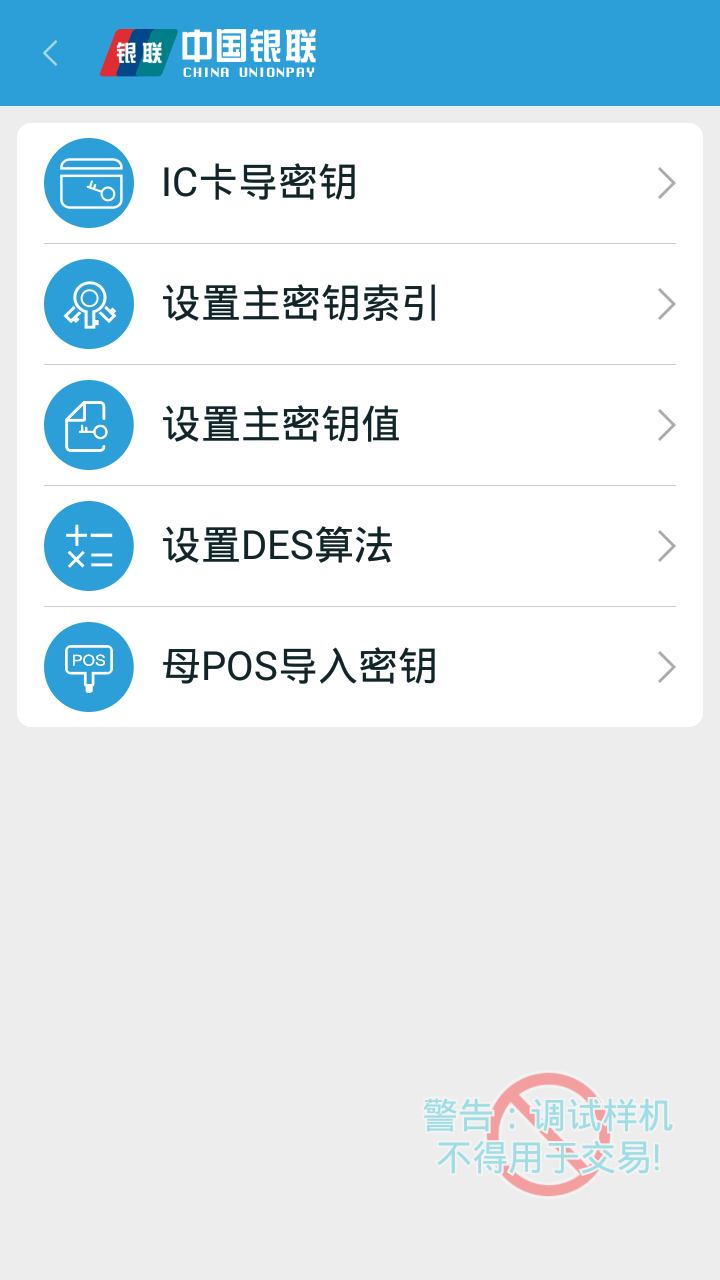 银联 中国银联
CHINA UNIONPAY
IC卡导密钥
设置主密钥索引
设置主密钥值
设置DES算法
POS
母POS导入密钥
警告：调试样机
不得用于交易!